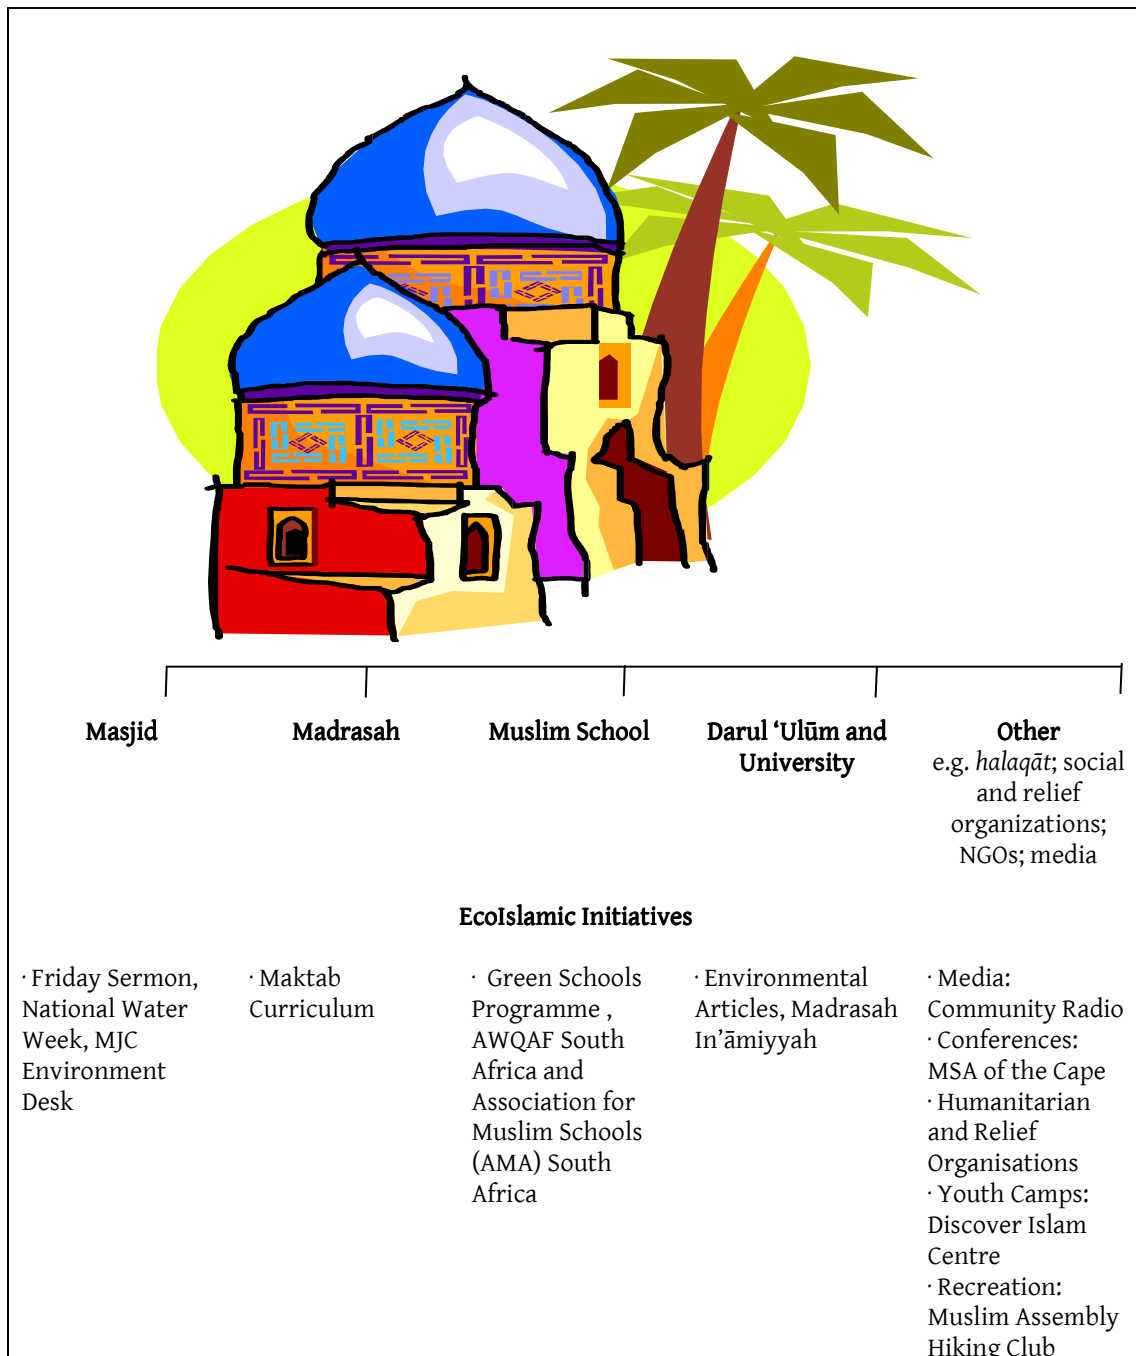 Masjid
Madrasah
Muslim School
Darul ‘Ulūm and
University
Other
e.g. halaqāt; social
and relief
organizations;
NGOs; media
EcoIslamic Initiatives
· Friday Sermon,
National Water
Week, MJC
Environment
Desk
· Maktab
Curriculum
· Green Schools
Programme ,
AWQAF South
Africa and
Association for
Muslim Schools
(AMA) South
Africa
· Environmental
Articles, Madrasah
In’āmiyyah
· Media:
Community Radio
· Conferences:
MSA of the Cape
· Humanitarian
and Relief
Organisations
· Youth Camps:
Discover Islam
Centre
· Recreation:
Muslim Assembly
Hiking Club